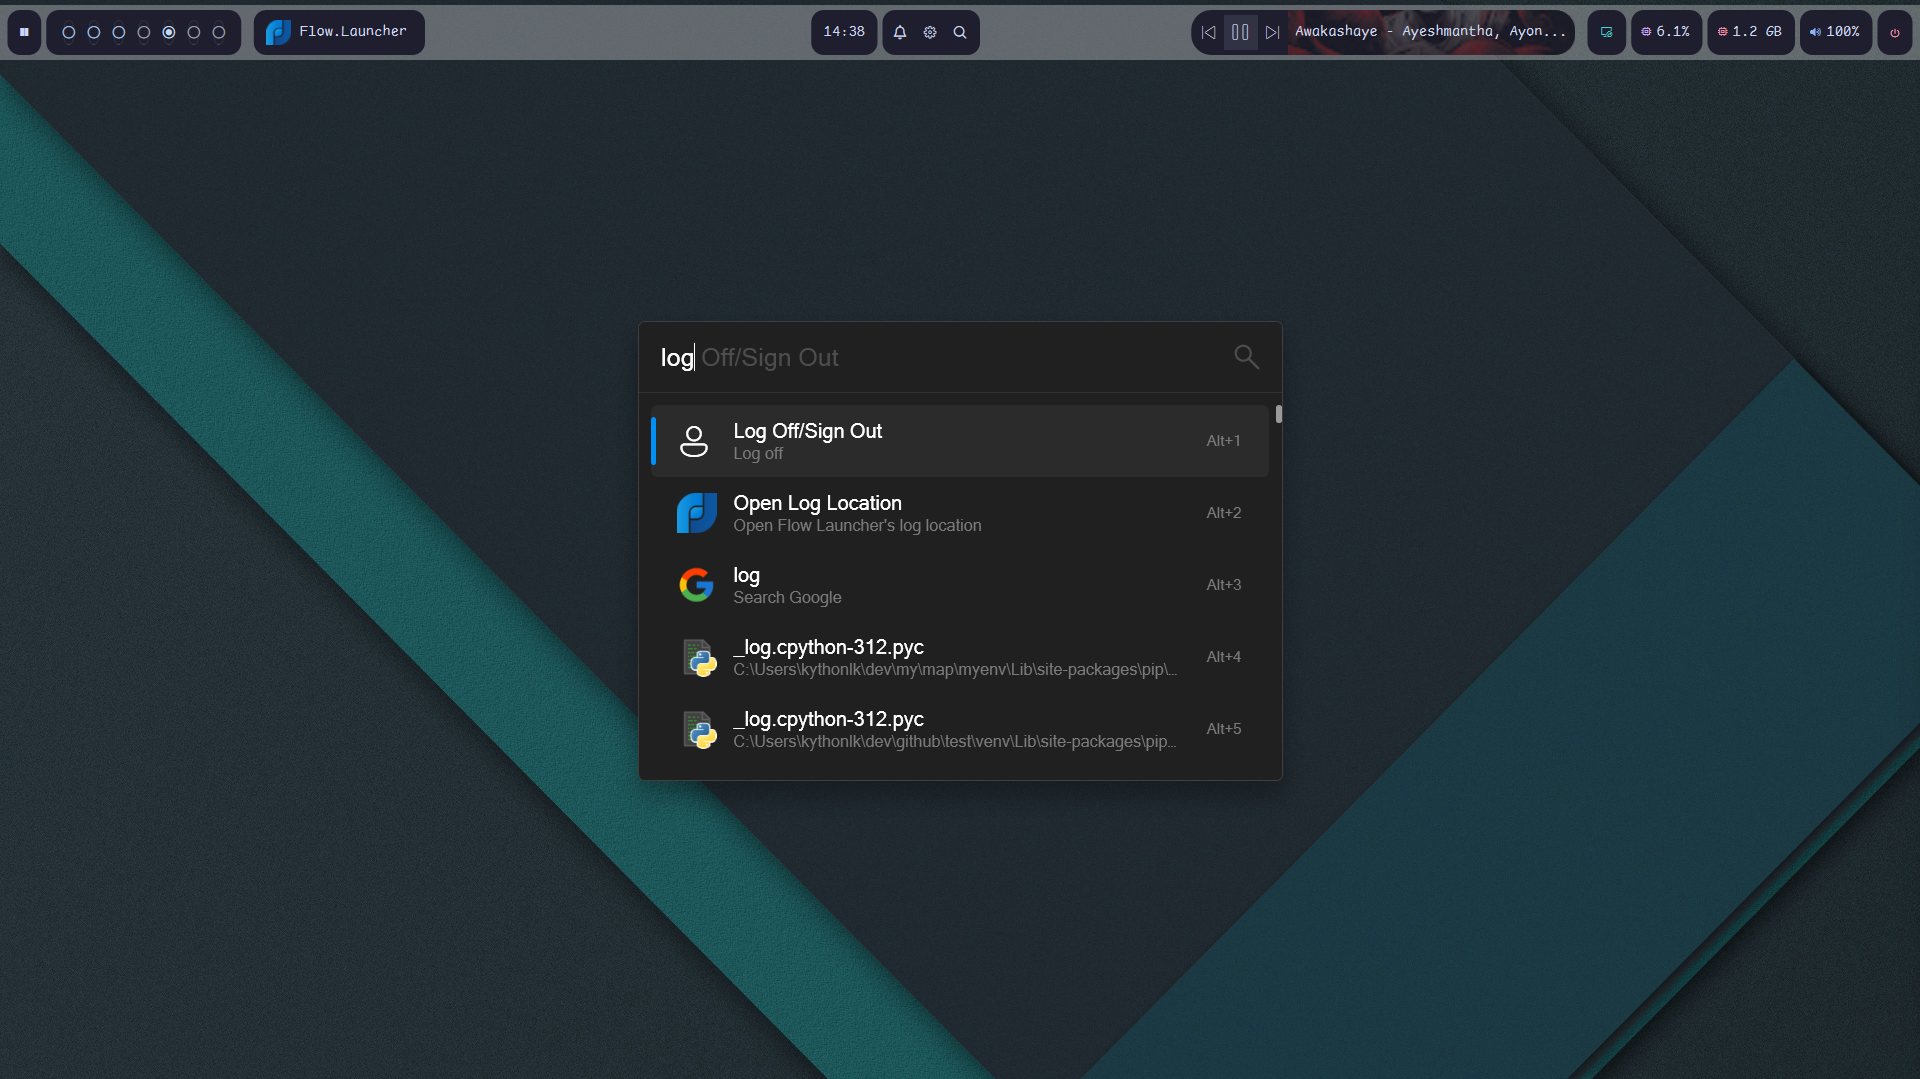 Flow.Launcher
14:38
Awakashaye - Ayeshmantha, Ayon...
6.1%
1.2 GB
100%
log Off/Sign Out
Log Off/Sign Out
Log off
Alt+1
Open Log Location
Open Flow Launcher's log location
Alt+2
log
Search Google
Alt+3
_log.cpython-312.pyc
C:\Users\kythonlk\dev\my\map\myenv\Lib\site-packages\pip\...
Alt+4
_log.cpython-312.pyc
C:\Users\kythonlk\dev\github\test\venv\Lib\site-packages\pip...
Alt+5